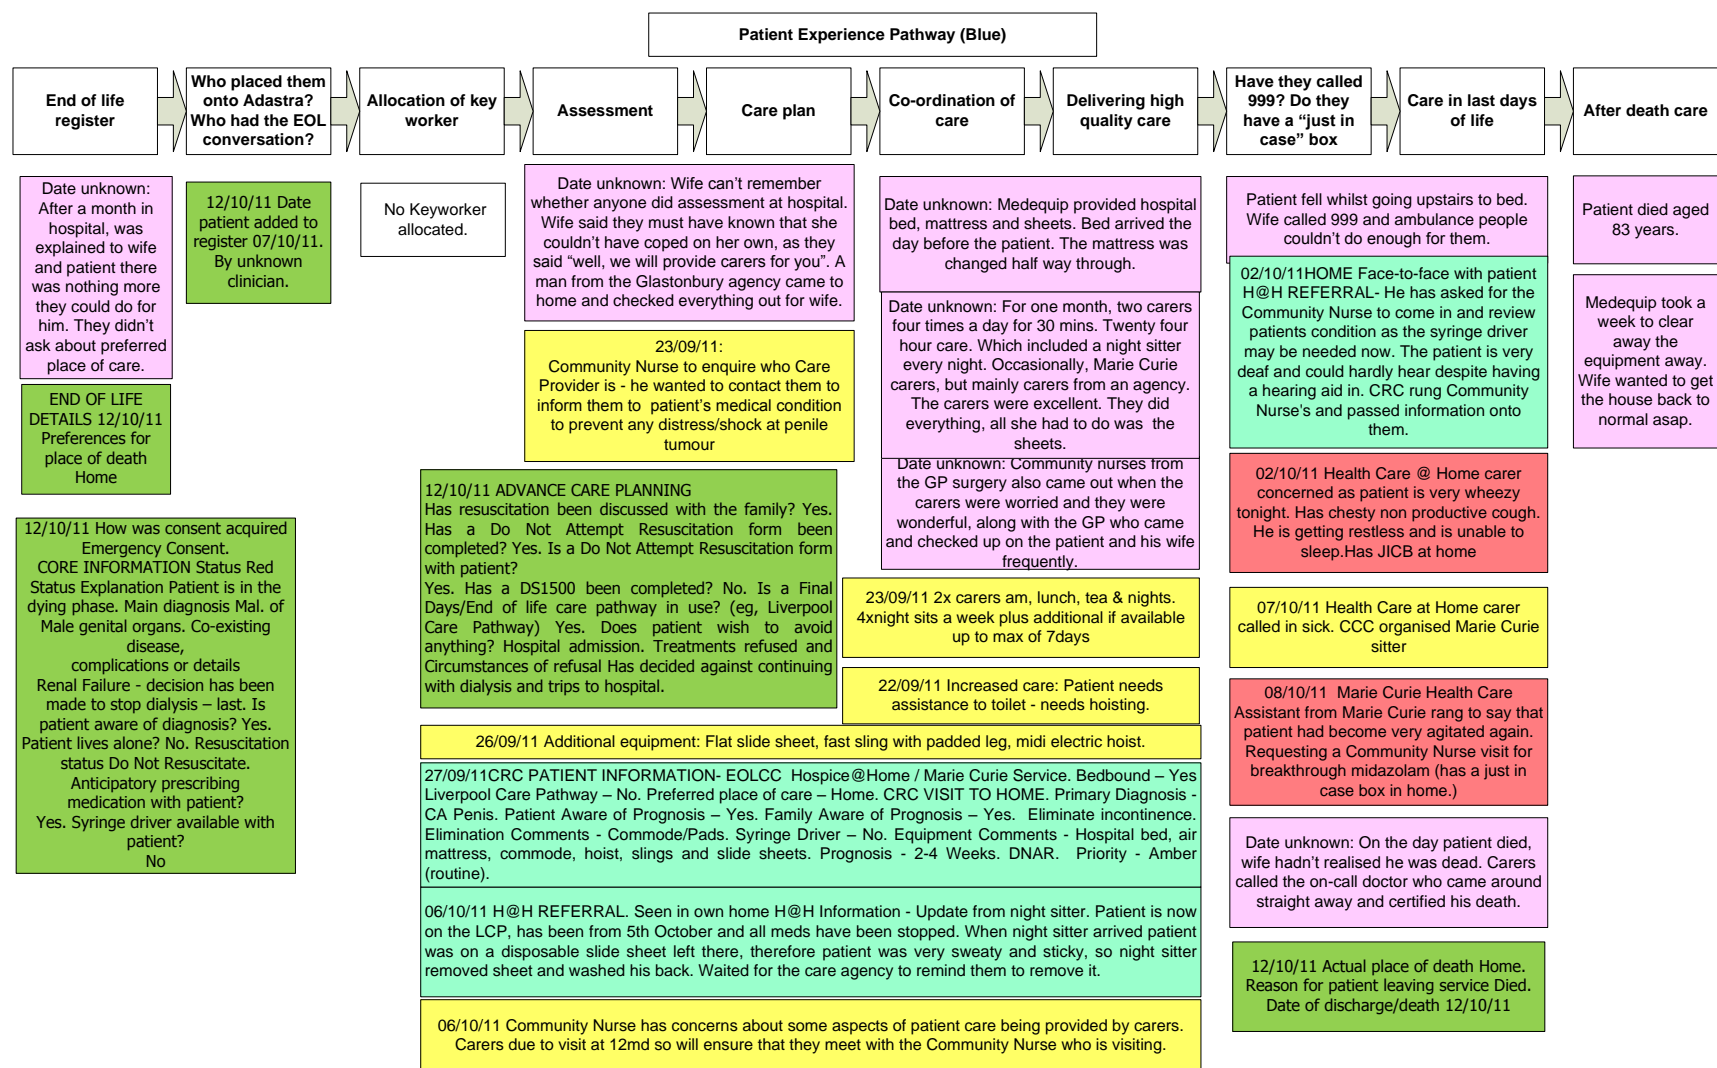 Patient Experience Pathway (Blue)
End of life
register
Who placed them
onto Adastra?
Who had the EOL
conversation?
Allocation of key
worker
Assessment
Care plan
Co-ordination of
care
Delivering high
quality care
Have they called
999? Do they
have a “just in
case” box
Care in last days
of life
After death care
Date unknown:
After a month in
hospital, was
explained to wife
and patient there
was nothing more
they could do for
him. They didn’t
ask about preferred
place of care.
END OF LIFE
DETAILS 12/10/11
Preferences for
place of death
Home
12/10/11 How was consent acquired
Emergency Consent.
CORE INFORMATION Status Red
Status Explanation Patient is in the
dying phase. Main diagnosis Mal. of
Male genital organs. Co-existing
disease,
complications or details
Renal Failure - decision has been
made to stop dialysis – last. Is
patient aware of diagnosis? Yes.
Patient lives alone? No. Resuscitation
status Do Not Resuscitate.
Anticipatory prescribing
medication with patient?
Yes. Syringe driver available with
patient?
No
12/10/11 Date
patient added to
register 07/10/11.
By unknown
clinician.
No Keyworker
allocated.
Date unknown: Wife can’t remember
whether anyone did assessment at hospital.
Wife said they must have known that she
couldn’t have coped on her own, as they
said “well, we will provide carers for you”. A
man from the Glastonbury agency came to
home and checked everything out for wife.
23/09/11:
Community Nurse to enquire who Care
Provider is - he wanted to contact them to
inform them to patient’s medical condition
to prevent any distress/shock at penile
tumour
12/10/11 ADVANCE CARE PLANNING
Has resuscitation been discussed with the family? Yes.
Has a Do Not Attempt Resuscitation form been
completed? Yes. Is a Do Not Attempt Resuscitation form
with patient?
Yes. Has a DS1500 been completed? No. Is a Final
Days/End of life care pathway in use? (eg, Liverpool
Care Pathway) Yes. Does patient wish to avoid
anything? Hospital admission. Treatments refused and
Circumstances of refusal Has decided against continuing
with dialysis and trips to hospital.
Date unknown: Medequip provided hospital
bed, mattress and sheets. Bed arrived the
day before the patient. The mattress was
changed half way through.
Date unknown: For one month, two carers
four times a day for 30 mins. Twenty four
hour care. Which included a night sitter
every night. Occasionally, Marie Curie
carers, but mainly carers from an agency.
The carers were excellent. They did
everything, all she had to do was the
sheets.
Date unknown: Community nurses from
the GP surgery also came out when the
carers were worried and they were
wonderful, along with the GP who came
and checked up on the patient and his wife
frequently.
23/09/11 2x carers am, lunch, tea & nights.
4xnight sits a week plus additional if available
up to max of 7days
22/09/11 Increased care: Patient needs
assistance to toilet - needs hoisting.
26/09/11 Additional equipment: Flat slide sheet, fast sling with padded leg, midi electric hoist.
27/09/11CRC PATIENT INFORMATION- EOLCC Hospice@Home / Marie Curie Service. Bedbound – Yes
Liverpool Care Pathway – No. Preferred place of care – Home. CRC VISIT TO HOME. Primary Diagnosis -
CA Penis. Patient Aware of Prognosis – Yes. Family Aware of Prognosis – Yes. Eliminate incontinence.
Elimination Comments - Commode/Pads. Syringe Driver – No. Equipment Comments - Hospital bed, air
mattress, commode, hoist, slings and slide sheets. Prognosis - 2-4 Weeks. DNAR. Priority - Amber
(routine).
06/10/11 H@H REFERRAL. Seen in own home H@H Information - Update from night sitter. Patient is now
on the LCP, has been from 5th October and all meds have been stopped. When night sitter arrived patient
was on a disposable slide sheet left there, therefore patient was very sweaty and sticky, so night sitter
removed sheet and washed his back. Waited for the care agency to remind them to remove it.
06/10/11 Community Nurse has concerns about some aspects of patient care being provided by carers.
Carers due to visit at 12md so will ensure that they meet with the Community Nurse who is visiting.
Patient fell whilst going upstairs to bed.
Wife called 999 and ambulance people
couldn’t do enough for them.
02/10/11HOME Face-to-face with patient
H@H REFERRAL- He has asked for the
Community Nurse to come in and review
patients condition as the syringe driver
may be needed now. The patient is very
deaf and could hardly hear despite having
a hearing aid in. CRC rung Community
Nurse’s and passed information onto
them.
02/10/11 Health Care @ Home carer
concerned as patient is very wheezy
tonight. Has chesty non productive cough.
He is getting restless and is unable to
sleep.Has JICB at home
07/10/11 Health Care at Home carer
called in sick. CCC organised Marie Curie
sitter
08/10/11 Marie Curie Health Care
Assistant from Marie Curie rang to say that
patient had become very agitated again.
Requesting a Community Nurse visit for
breakthrough midazolam (has a just in
case box in home.)
Date unknown: On the day patient died,
wife hadn’t realised he was dead. Carers
called the on-call doctor who came around
straight away and certified his death.
12/10/11 Actual place of death Home.
Reason for patient leaving service Died.
Date of discharge/death 12/10/11
Patient died aged
83 years.
Medequip took a
week to clear
away the
equipment away.
Wife wanted to get
the house back to
normal asap.